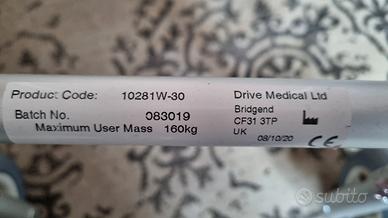 Product Code: 10281W-30
Batch No. 083019
Maximum User Mass 160kg
Drive Medical Ltd
Bridgend
CF31 3TP
UK 08/10/20 CE
subito